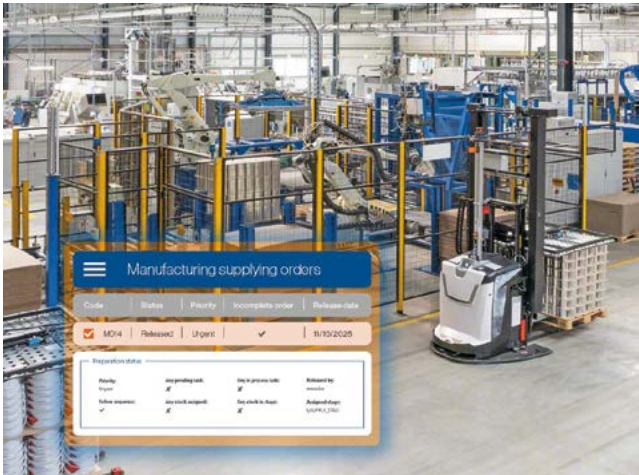 Manufacturing supplying orders
Code Status Priority Incomplete order Release date
M014 Released Urgent ✓ 11/10/2025
Preparation status
Priority: Any pending task: Any in process task: Released by:
Urgent ✗ ✗
Follow sequence: Any stock assigned: Any stock in stage: Assigned stage:
✓ ✗ ✗